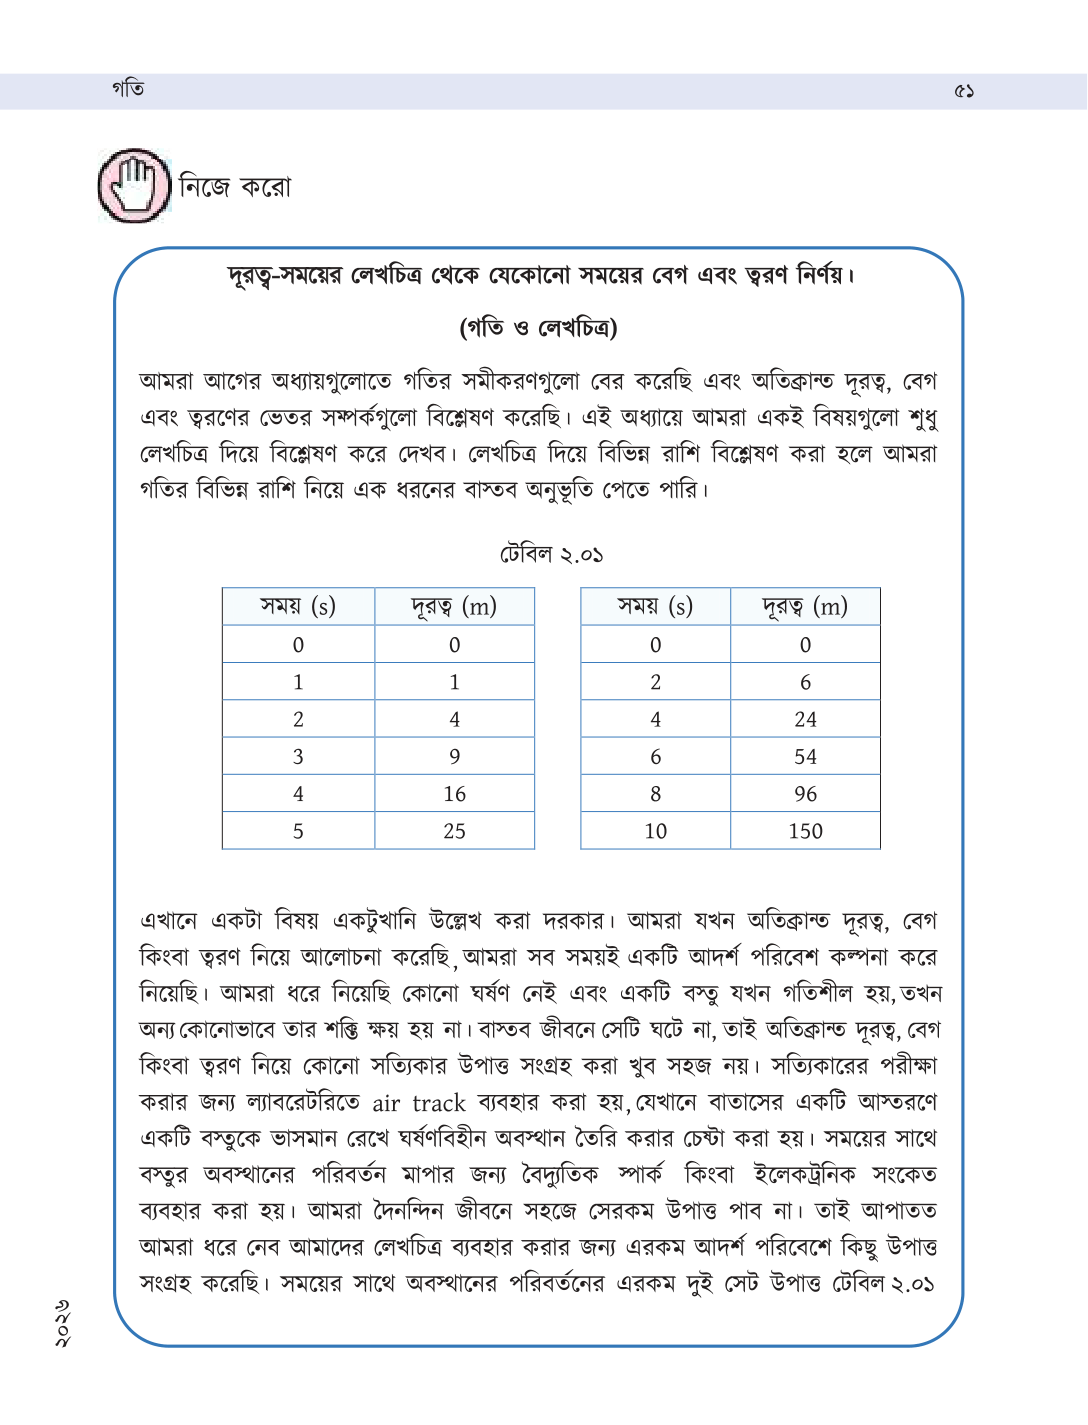 গতি ৫১
নিজে করো
দূরত্ব-সময়ের লেখচিত্র থেকে যেকোনো সময়ের বেগ এবং ত্বরণ নির্ণয়।
(গতি ও লেখচিত্র)
আমরা আগের অধ্যায়গুলোতে গতির সমীকরণগুলো বের করেছি এবং অতিক্রান্ত দূরত্ব, বেগ
এবং ত্বরণের ভেতর সম্পর্কগুলো বিশ্লেষণ করেছি। এই অধ্যায়ে আমরা একই বিষয়গুলো শুধু
লেখচিত্র দিয়ে বিশ্লেষণ করে দেখব। লেখচিত্র দিয়ে বিভিন্ন রাশি বিশ্লেষণ করা হলে আমরা
গতির বিভিন্ন রাশি নিয়ে এক ধরনের বাস্তব অনুভূতি পেতে পারি।
টেবিল ২.০১
সময় (s) দূরত্ব (m) সময় (s) দূরত্ব (m)
0 0 0 0
1 1 2 6
2 4 4 24
3 9 6 54
4 16 8 96
5 25 10 150
এখানে একটা বিষয় একটুখানি উল্লেখ করা দরকার। আমরা যখন অতিক্রান্ত দূরত্ব, বেগ
কিংবা ত্বরণ নিয়ে আলোচনা করেছি, আমরা সব সময়ই একটি আদর্শ পরিবেশ কল্পনা করে
নিয়েছি। আমরা ধরে নিয়েছি কোনো ঘর্ষণ নেই এবং একটি বস্তু যখন গতিশীল হয়, তখন
অন্য কোনোভাবে তার শক্তি ক্ষয় হয় না। বাস্তব জীবনে সেটি ঘটে না, তাই অতিক্রান্ত দূরত্ব, বেগ
কিংবা ত্বরণ নিয়ে কোনো সত্যিকার উপাত্ত সংগ্রহ করা খুব সহজ নয়। সত্যিকারের পরীক্ষা
করার জন্য ল্যাবরেটরিতে air track ব্যবহার করা হয়, যেখানে বাতাসের একটি আস্তরণে
একটি বস্তুকে ভাসমান রেখে ঘর্ষণবিহীন অবস্থান তৈরি করার চেষ্টা করা হয়। সময়ের সাথে
বস্তুর অবস্থানের পরিবর্তন মাপার জন্য বৈদ্যুতিক স্পার্ক কিংবা ইলেকট্রনিক সংকেত
ব্যবহার করা হয়। আমরা দৈনন্দিন জীবনে সহজে সেরকম উপাত্ত পাব না। তাই আপাতত
আমরা ধরে নেব আমাদের লেখচিত্র ব্যবহার করার জন্য এরকম আদর্শ পরিবেশে কিছু উপাত্ত
সংগ্রহ করেছি। সময়ের সাথে অবস্থানের পরিবর্তনের এরকম দুই সেট উপাত্ত টেবিল ২.০১
২০২৬